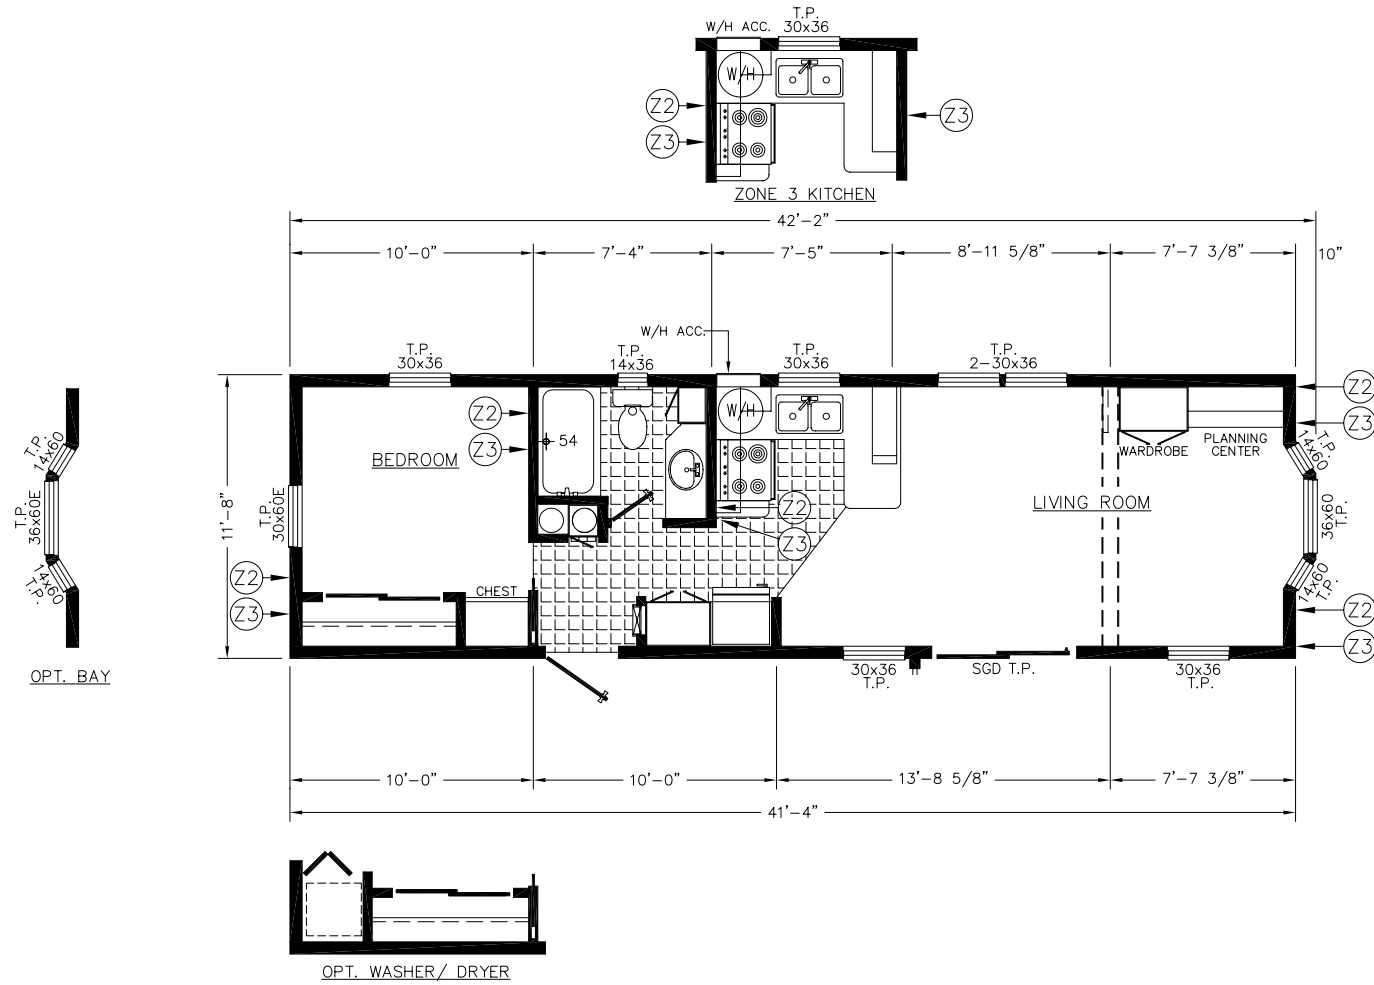 W/H ACC.
T.P.
30x36
W/H
Z2
Z3
Z3
ZONE 3 KITCHEN
42'-2"
10'-0"
7'-4"
7'-5"
8'-11 5/8"
7'-7 3/8"
10"
W/H ACC.
T.P.
30x36
T.P.
14x36
T.P.
30x36
T.P.
2-30x36
Z2
Z3
Z2
Z3
54
W/H
BEDROOM
WARDROBE
PLANNING
CENTER
LIVING ROOM
T.P.
14x60
36x60
T.P.
14x60
T.P.
T.P.
14x60
T.P.
36x60E
14x60
T.P.
OPT. BAY
11'-8"
T.P.
30x60E
Z2
Z3
Z2
Z3
CHEST
Z2
Z3
30x36
T.P.
SGD T.P.
30x36
T.P.
10'-0"
10'-0"
13'-8 5/8"
7'-7 3/8"
41'-4"
OPT. WASHER/ DRYER